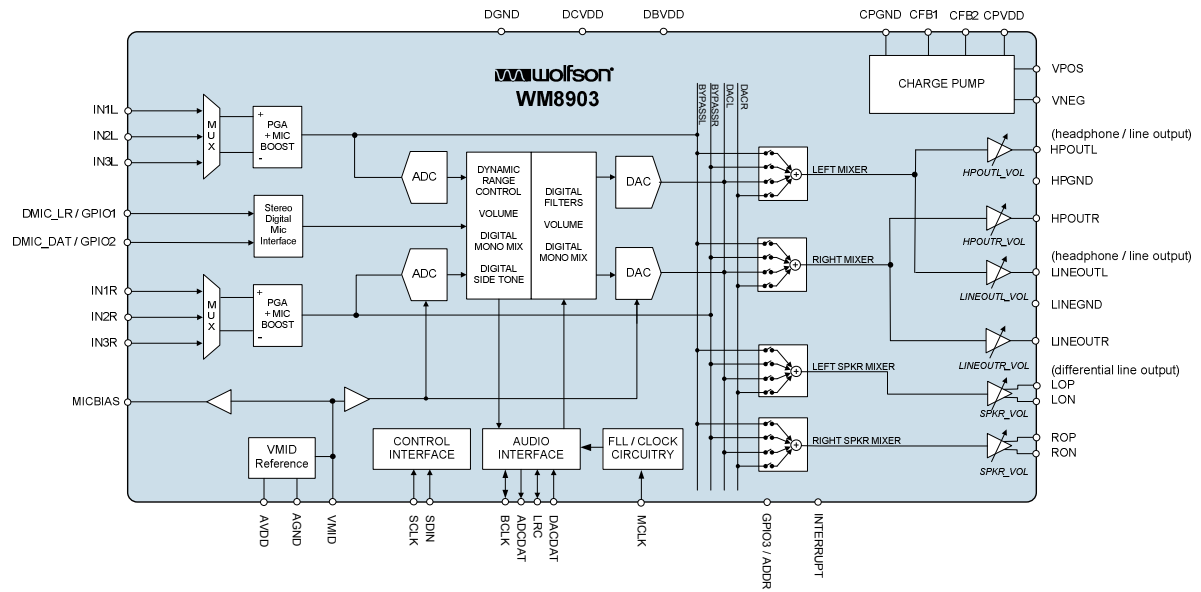 DGND
DCVDD
DBVDD
CPGND
CFB1
CFB2
CPVDD
wolfson
WM8903
CHARGE PUMP
VPOS
VNEG
IN1L
IN2L
IN3L
MUX
+
PGA
+ MIC
BOOST
-
ADC
DYNAMIC
RANGE
CONTROL
VOLUME
DIGITAL
MONO MIX
DIGITAL
SIDE TONE
DIGITAL
FILTERS
VOLUME
DIGITAL
MONO MIX
DAC
BYPASSL
BYPASSR
DACL
DACR
LEFT MIXER
(headphone / line output)
HPOUTL
HPOUTL_VOL
HPGND
DMIC_LR / GPIO1
DMIC_DAT / GPIO2
Stereo
Digital
Mic
Interface
HPOUTR
HPOUTR_VOL
ADC
DAC
RIGHT MIXER
(headphone / line output)
LINEOUTL
LINEOUTL_VOL
LINEGND
IN1R
IN2R
IN3R
MUX
+
PGA
+ MIC
BOOST
-
LINEOUTR
LINEOUTR_VOL
LEFT SPKR MIXER
(differential line output)
LOP
LON
SPKR_VOL
MICBIAS
VMID
Reference
CONTROL
INTERFACE
AUDIO
INTERFACE
FLL / CLOCK
CIRCUITRY
RIGHT SPKR MIXER
ROP
RON
SPKR_VOL
AVDD
AGND
VMID
SCLK
SDIN
BCLK
ADCDAT
LRC
DACDAT
MCLK
GPIO3 / ADDR
INTERRUPT